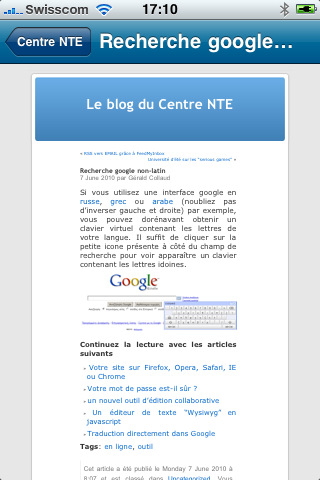 Swisscom 17:10
Centre NTE Recherche google...
Le blog du Centre NTE
« RSS vers EMAIL grâce à FeedMyInbox
Université d'été sur les "serious games" »
Recherche google non-latin
7 June 2010 par Gérald Collaud
Si vous utilisez une interface google en
russe, grec ou arabe (noubliez pas
d'inverser gauche et droite) par exemple,
vous pouvez dorénavant obtenir un
clavier virtuel contenant les lettres de
votre langue. Il suffit de cliquer sur la
petite icone présente à côté du champ de
recherche pour voir apparaître un clavier
contenant les lettres idoines.
Google
Continuez la lecture avec les articles
suivants
Votre site sur Firefox, Opera, Safari, IE
ou Chrome
Votre mot de passe est-il sûr ?
un nouvel outil d'édition collaborative
Un éditeur de texte "Wysiwyg" en
javascript
Traduction directement dans Google
Tags: en ligne, outil
Cet article a été publié le Monday 7 June 2010 à
8:07 et est classé dans Uncategorized. Vous